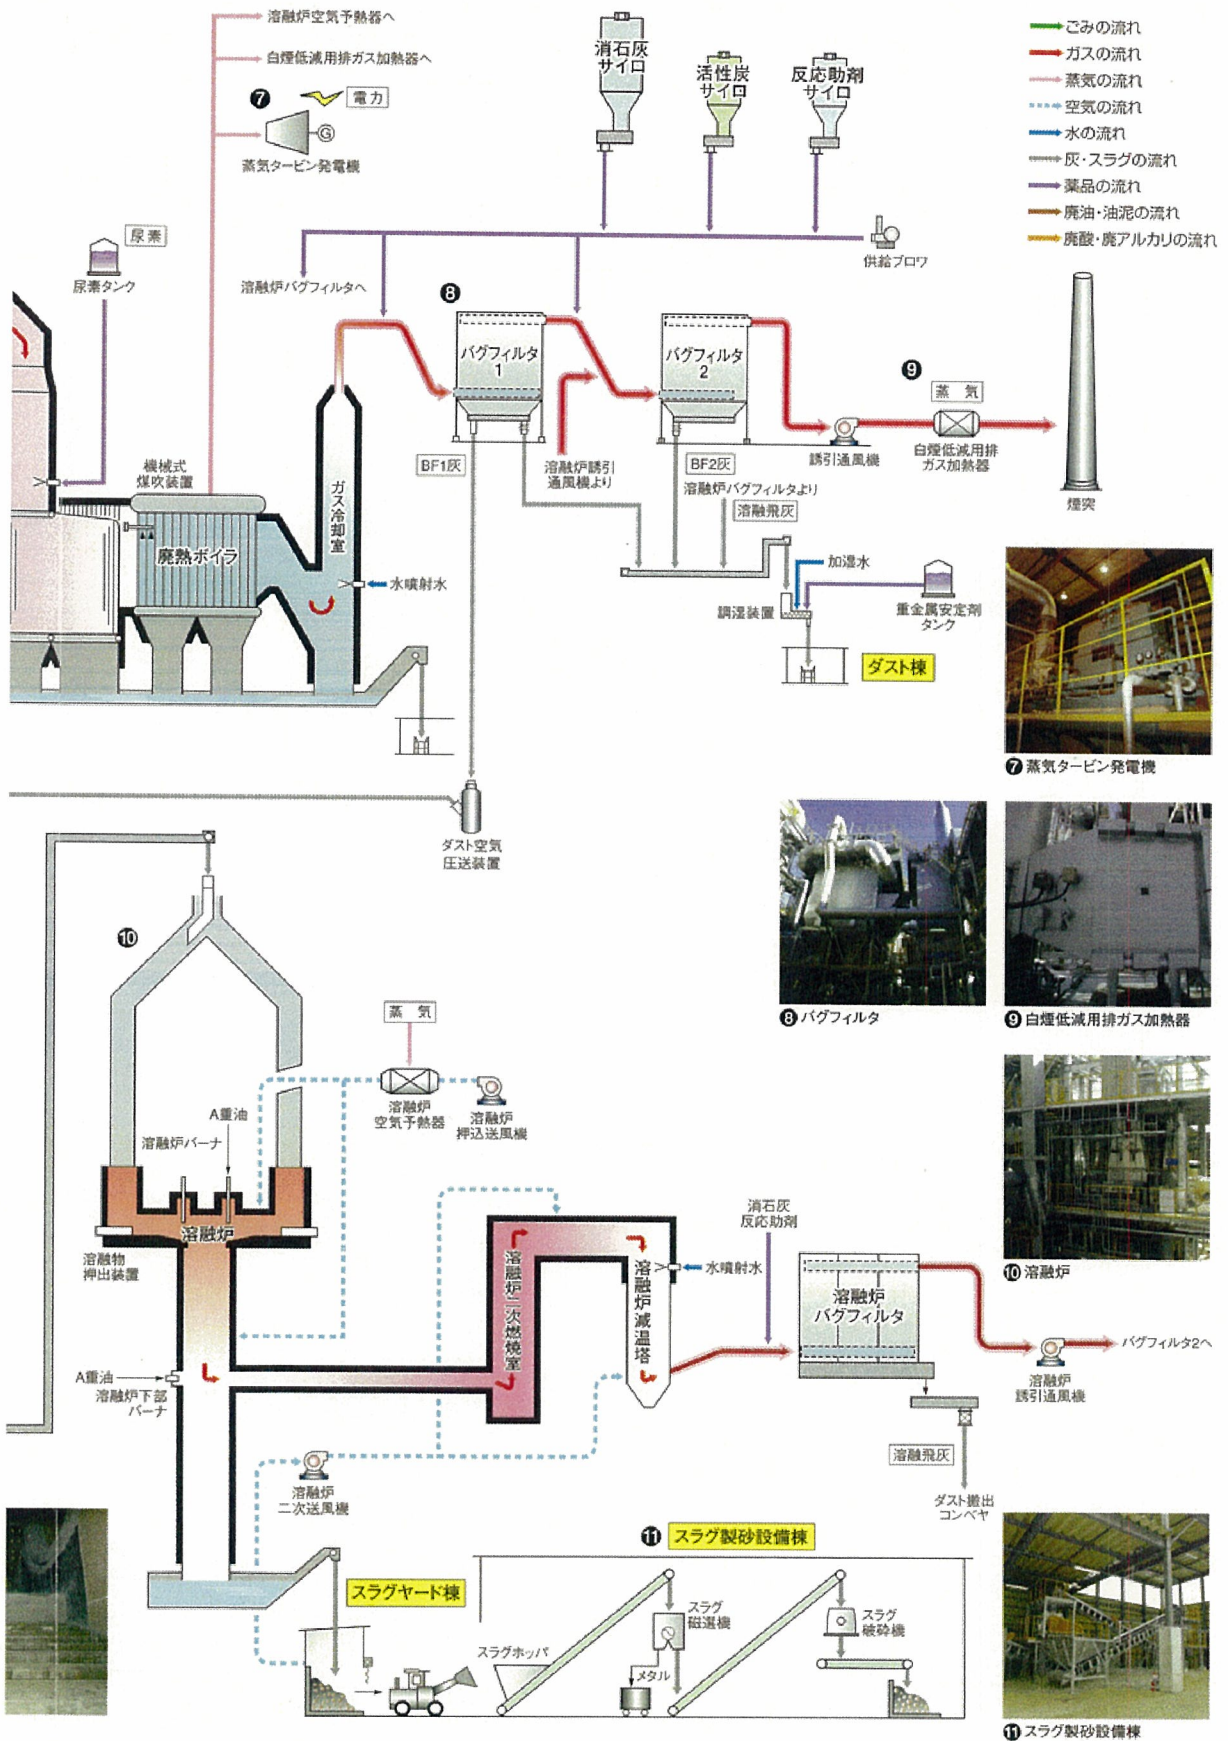 溶融炉空気予熱器へ
白煙低減用排ガス加熱器へ
❼
電力
G
蒸気タービン発電機
消石灰
サイロ
活性炭
サイロ
反応助剤
サイロ
ごみの流れ
ガスの流れ
蒸気の流れ
空気の流れ
水の流れ
灰・スラグの流れ
薬品の流れ
廃油・油泥の流れ
廃酸・廃アルカリの流れ
尿素
尿素タンク
溶融炉バグフィルタへ
供給ブロワ
❽
バグフィルタ
1
バグフィルタ
2
❾
蒸 気
誘引通風機
白煙低減用排
ガス加熱器
煙突
機械式
煤吹装置
廃熱ボイラ
ガス冷却室
水噴射水
BF1灰
溶融炉誘引
通風機より
BF2灰
溶融炉バグフィルタより
溶融飛灰
加湿水
調湿装置
重金属安定剤
タンク
ダスト棟
❼蒸気タービン発電機
ダスト空気
圧送装置
❽バグフィルタ
❾白煙低減用排ガス加熱器
❿
蒸 気
A重油
溶融炉バーナ
溶融炉
空気予熱器
溶融炉
押込送風機
溶融炉
溶融物
押出装置
溶融炉二次燃焼室
溶融炉減温塔
水噴射水
消石灰
反応助剤
溶融炉
バグフィルタ
❿溶融炉
バグフィルタ2へ
溶融炉
誘引通風機
A重油
溶融炉下部
バーナ
溶融炉
二次送風機
溶融飛灰
ダスト搬出
コンベヤ
スラグヤード棟
⓫
スラグ製砂設備棟
スラグホッパ
スラグ
磁選機
メタル
スラグ
破砕機
⓫スラグ製砂設備棟